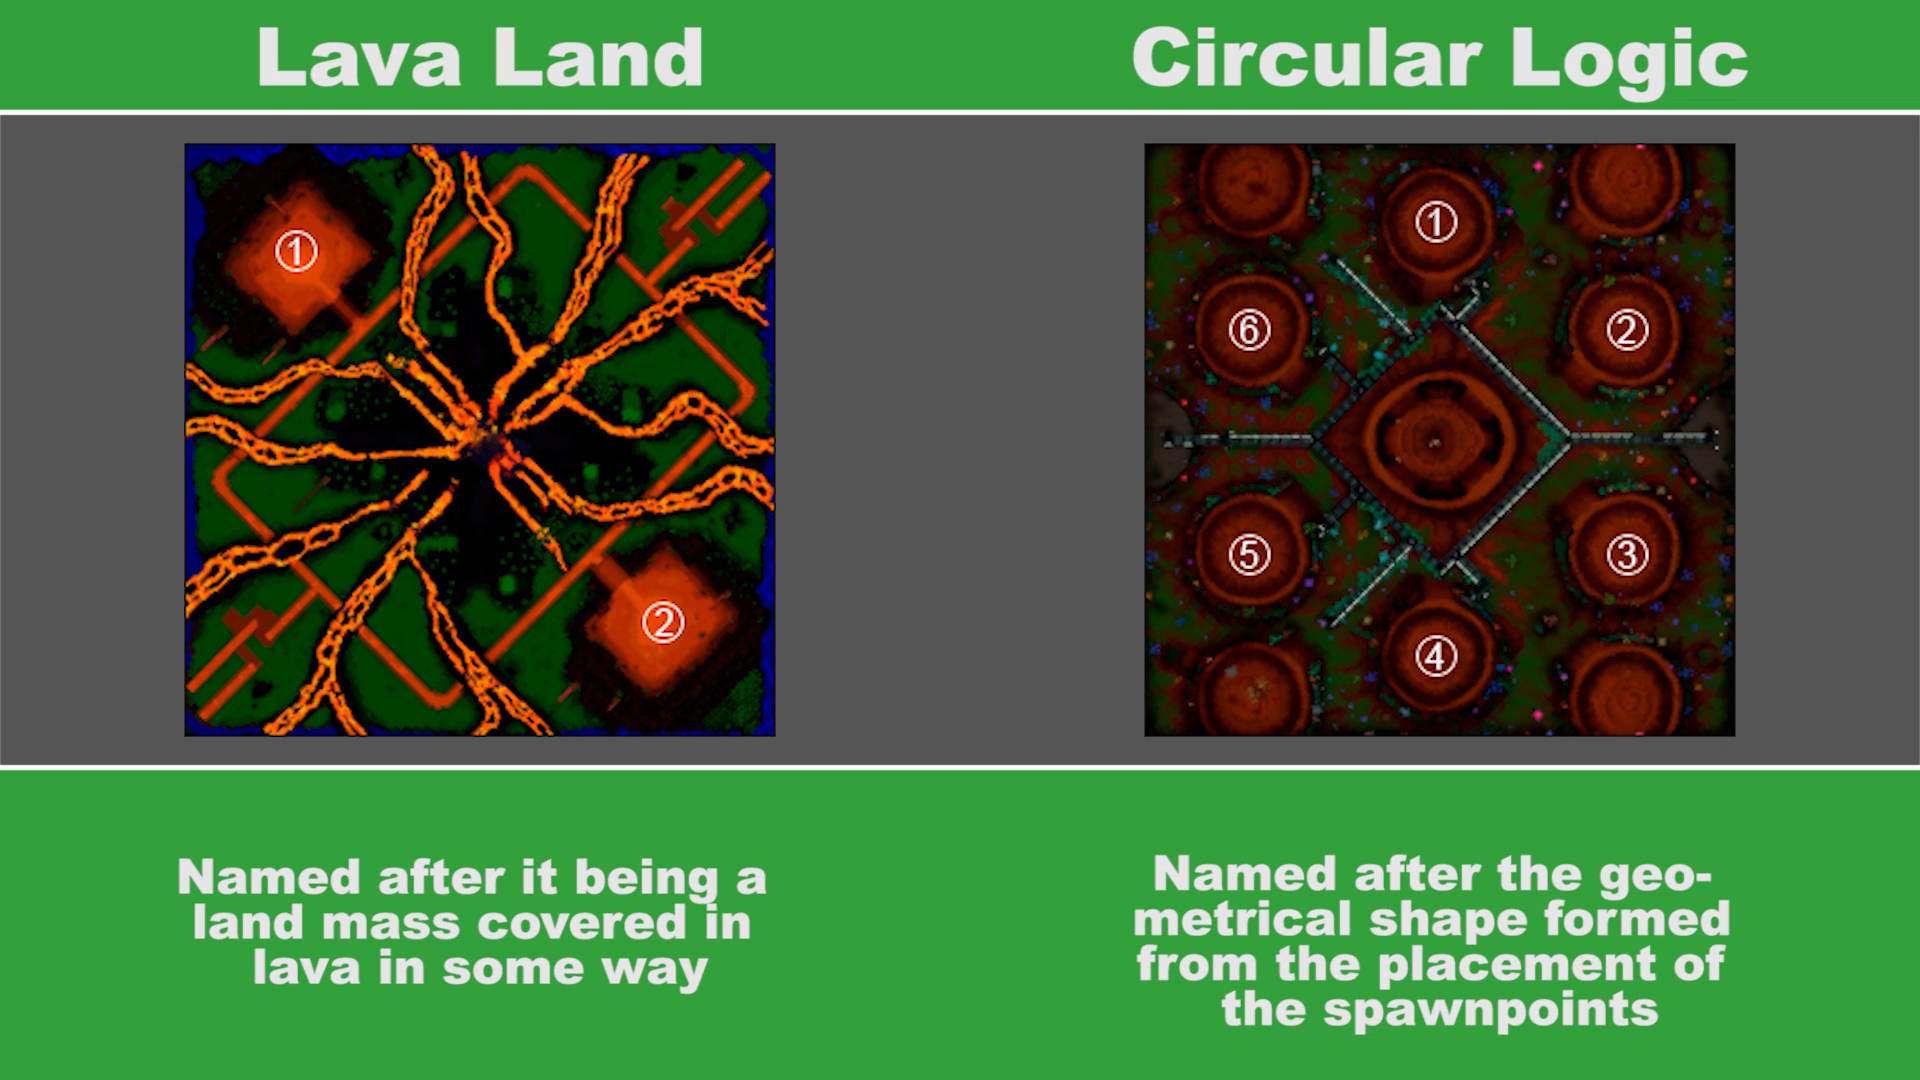 Lava Land
Circular Logic
①
②
①
②
③
④
⑤
⑥
Named after it being a
land mass covered in
lava in some way
Named after the geo-
metrical shape formed
from the placement of
the spawnpoints